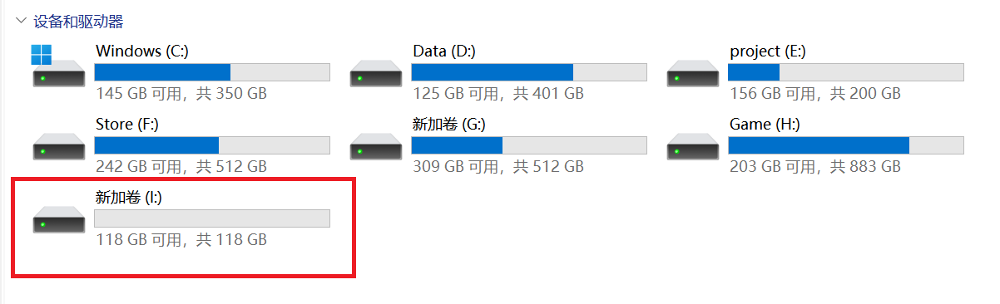 设备和驱动器
Windows (C:)
145 GB 可用，共 350 GB
Data (D:)
125 GB 可用，共 401 GB
project (E:)
156 GB 可用，共 200 GB
Store (F:)
242 GB 可用，共 512 GB
新加卷 (G:)
309 GB 可用，共 512 GB
Game (H:)
203 GB 可用，共 883 GB
新加卷 (I:)
118 GB 可用，共 118 GB